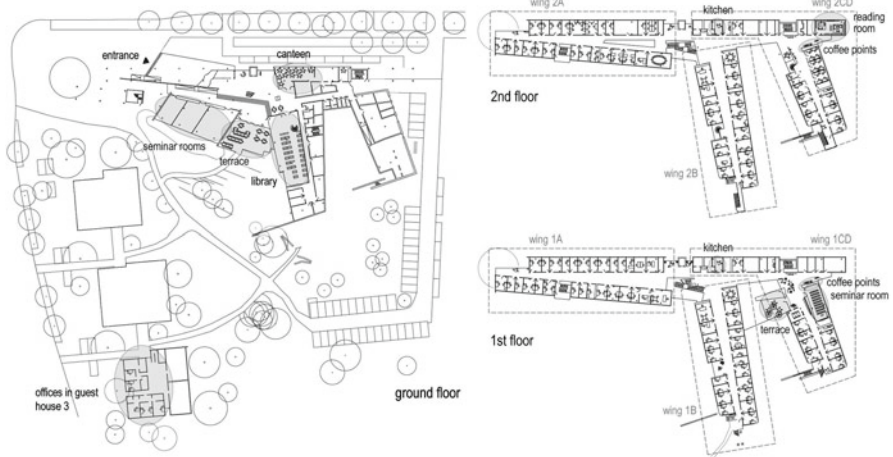 entrance
canteen
seminar rooms
terrace
library
offices in guest
house 3
ground floor
wing 2A
kitchen
wing 2CD
reading
room
coffee points
2nd floor
wing 2B
wing 1A
kitchen
wing 1CD
coffee points
seminar room
terrace
1st floor
wing 1B